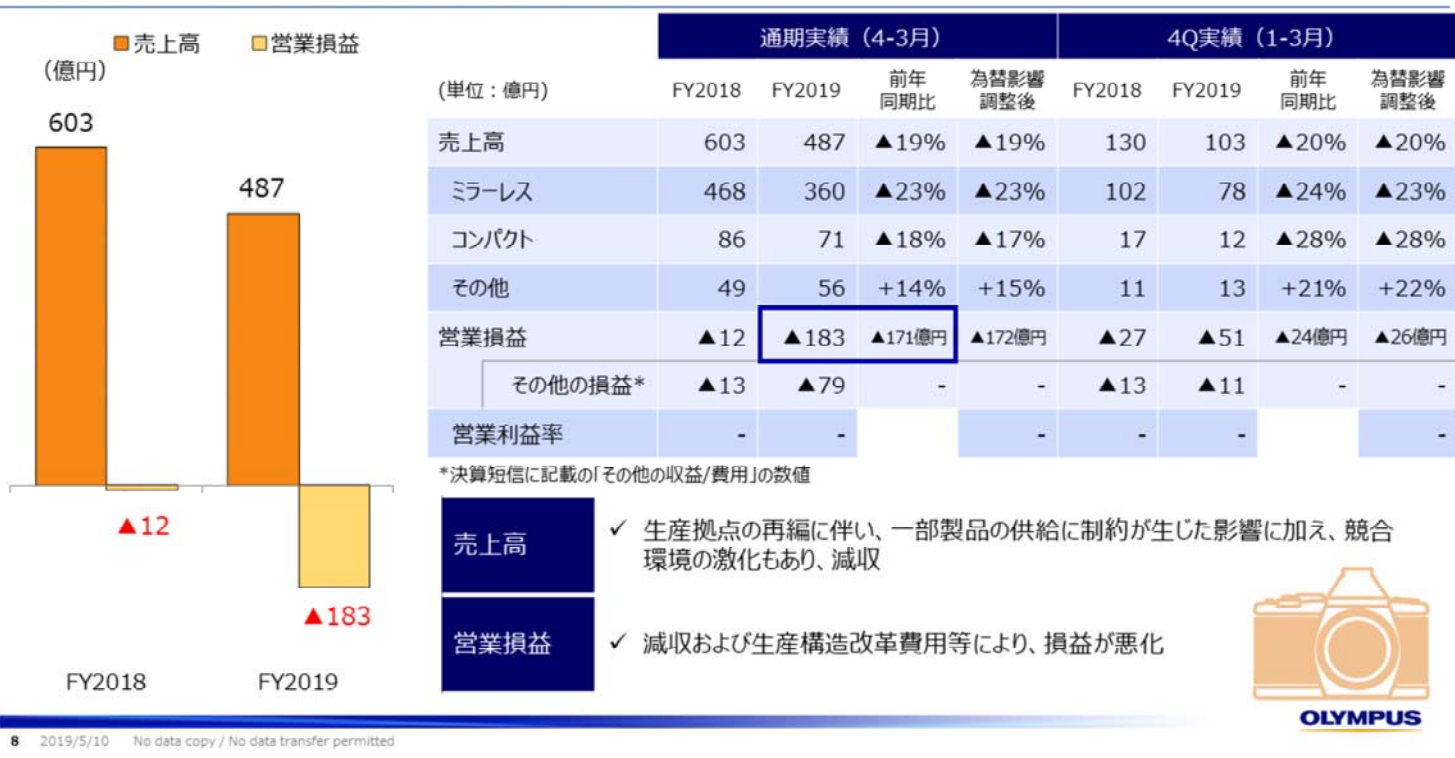 ■売上高 □営業損益
(億円)
603
487
▲12
▲183
FY2018 FY2019
通期実績（4-3月） 4Q実績（1-3月）
(単位：億円) FY2018 FY2019 前年同期比 為替影響調整後 FY2018 FY2019 前年同期比 為替影響調整後
売上高 603 487 ▲19% ▲19% 130 103 ▲20% ▲20%
ミラーレス 468 360 ▲23% ▲23% 102 78 ▲24% ▲23%
コンパクト 86 71 ▲18% ▲17% 17 12 ▲28% ▲28%
その他 49 56 +14% +15% 11 13 +21% +22%
営業損益 ▲12 ▲183 ▲171億円 ▲172億円 ▲27 ▲51 ▲24億円 ▲26億円
その他の損益* ▲13 ▲79 - - ▲13 ▲11 - -
営業利益率 - - - - - -
*決算短信に記載の「その他の収益/費用」の数値
売上高
✓ 生産拠点の再編に伴い、一部製品の供給に制約が生じた影響に加え、競合
環境の激化もあり、減収
営業損益
✓ 減収および生産構造改革費用等により、損益が悪化
OLYMPUS
8 2019/5/10 No data copy / No data transfer permitted